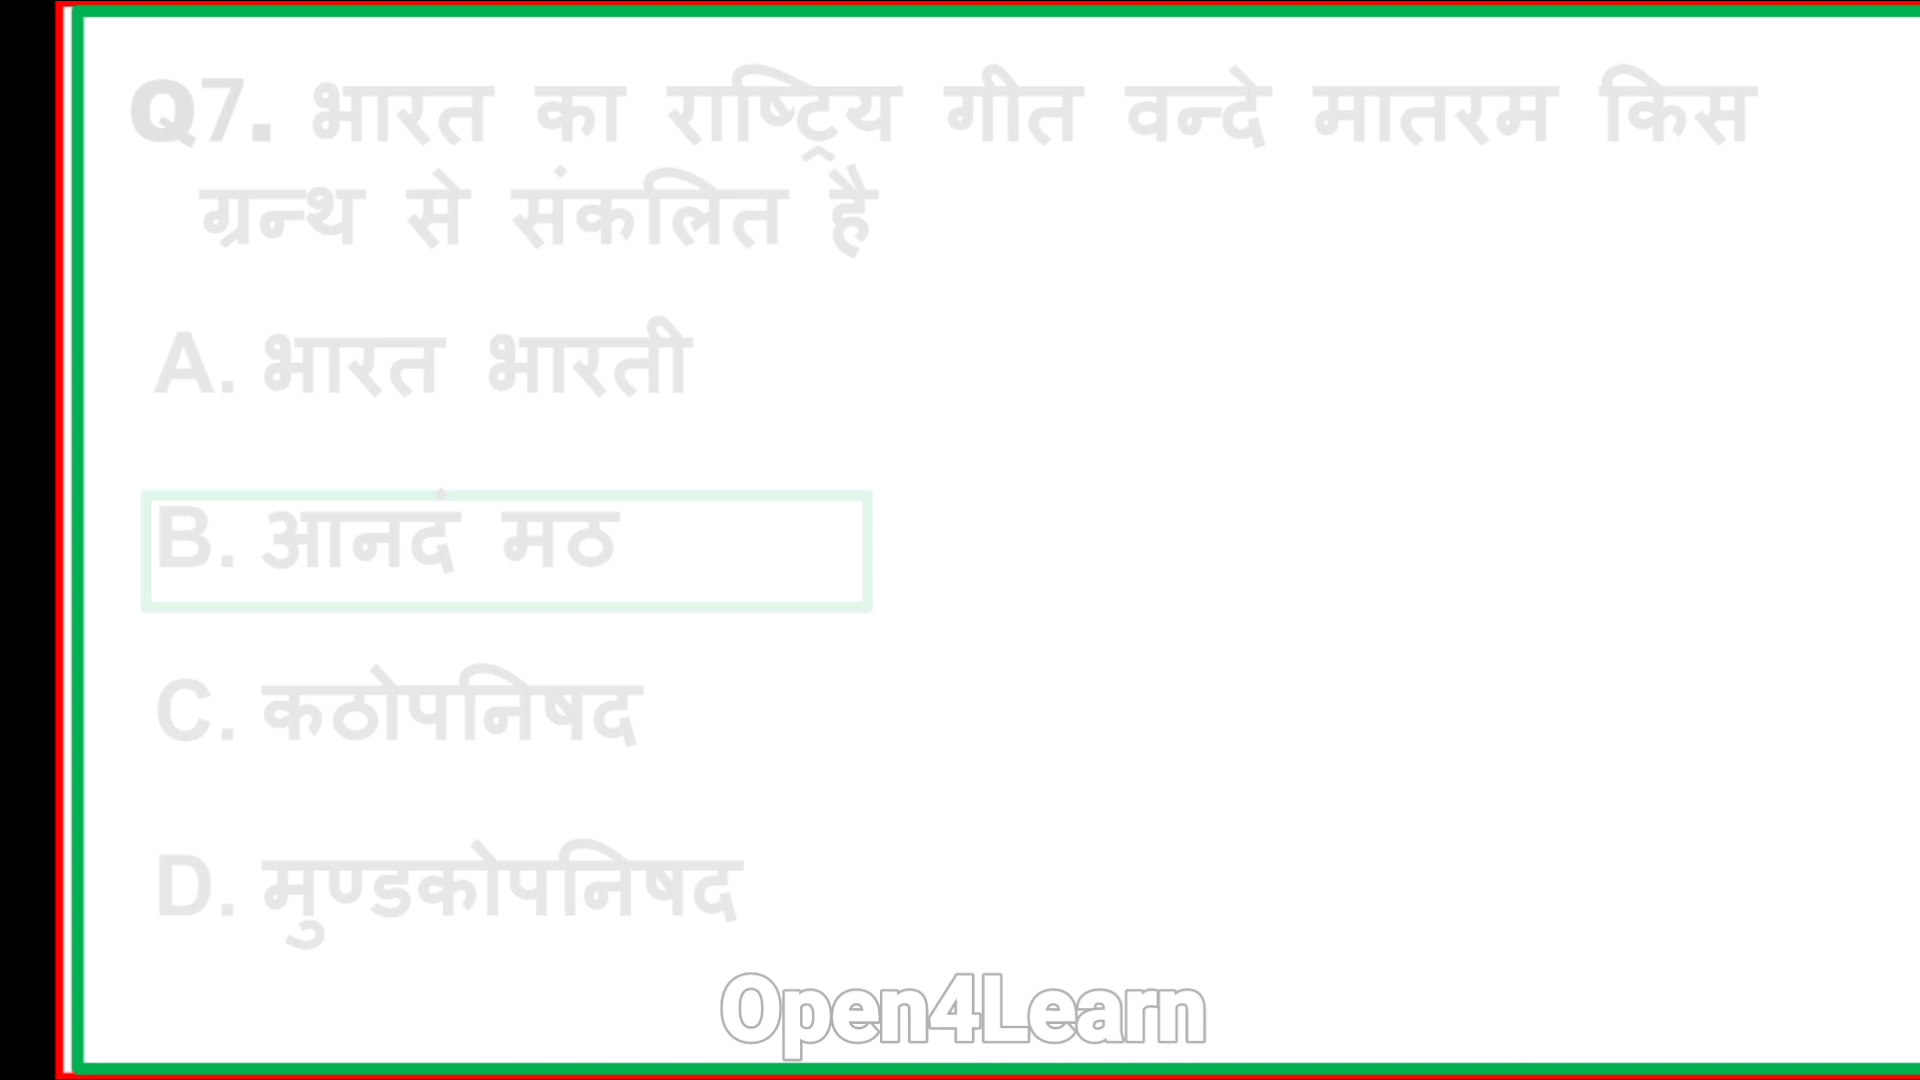 Q7. भारत का राष्ट्रिय गीत वन्दे मातरम किस
ग्रन्थ से संकलित है
A. भारत भारती
B. आनदं मठ
C. कठोपनिषद
D. मुण्डकोपनिषद
Open4Learn